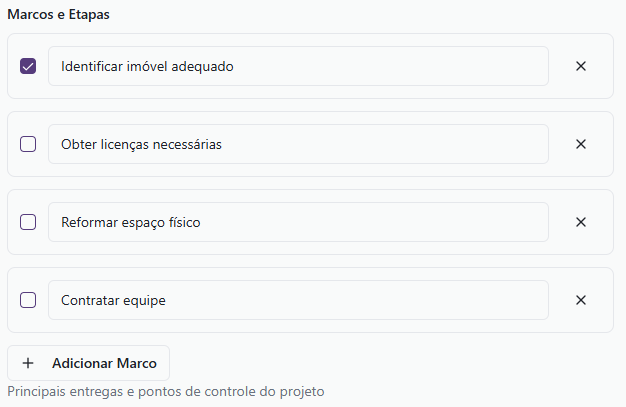 Marcos e Etapas
Identificar imóvel adequado
Obter licenças necessárias
Reformar espaço físico
Contratar equipe
Adicionar Marco
Principais entregas e pontos de controle do projeto